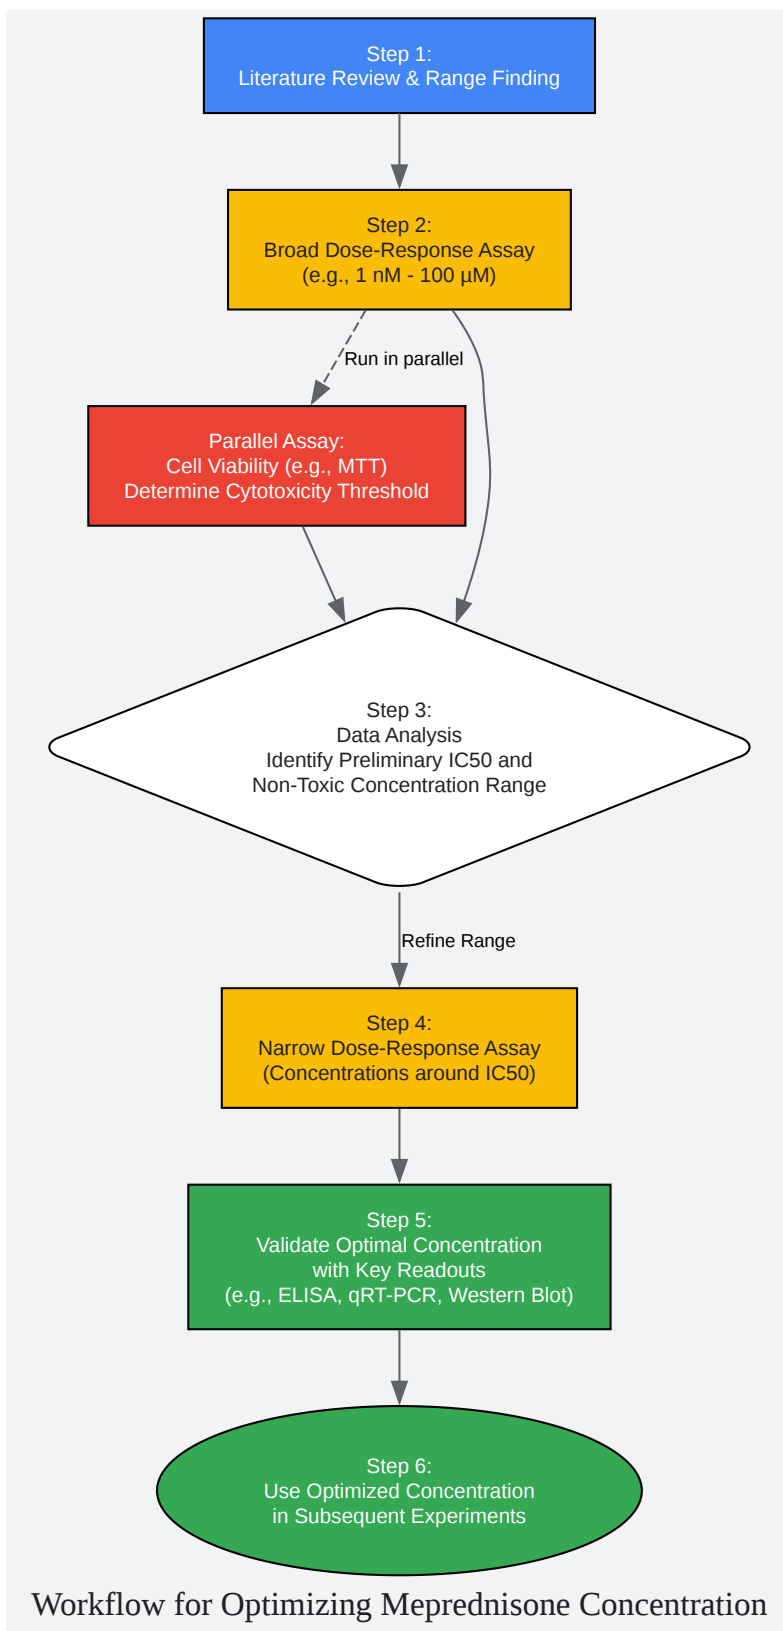 Step 1:
Literature Review & Range Finding
Step 2:
Broad Dose-Response Assay
(e.g., 1 nM - 100 µM)
Run in parallel
Parallel Assay:
Cell Viability (e.g., MTT)
Determine Cytotoxicity Threshold
Step 3:
Data Analysis
Identify Preliminary IC50 and
Non-Toxic Concentration Range
Refine Range
Step 4:
Narrow Dose-Response Assay
(Concentrations around IC50)
Step 5:
Validate Optimal Concentration
with Key Readouts
(e.g., ELISA, qRT-PCR, Western Blot)
Step 6:
Use Optimized Concentration
in Subsequent Experiments
Workflow for Optimizing Meprednisone Concentration